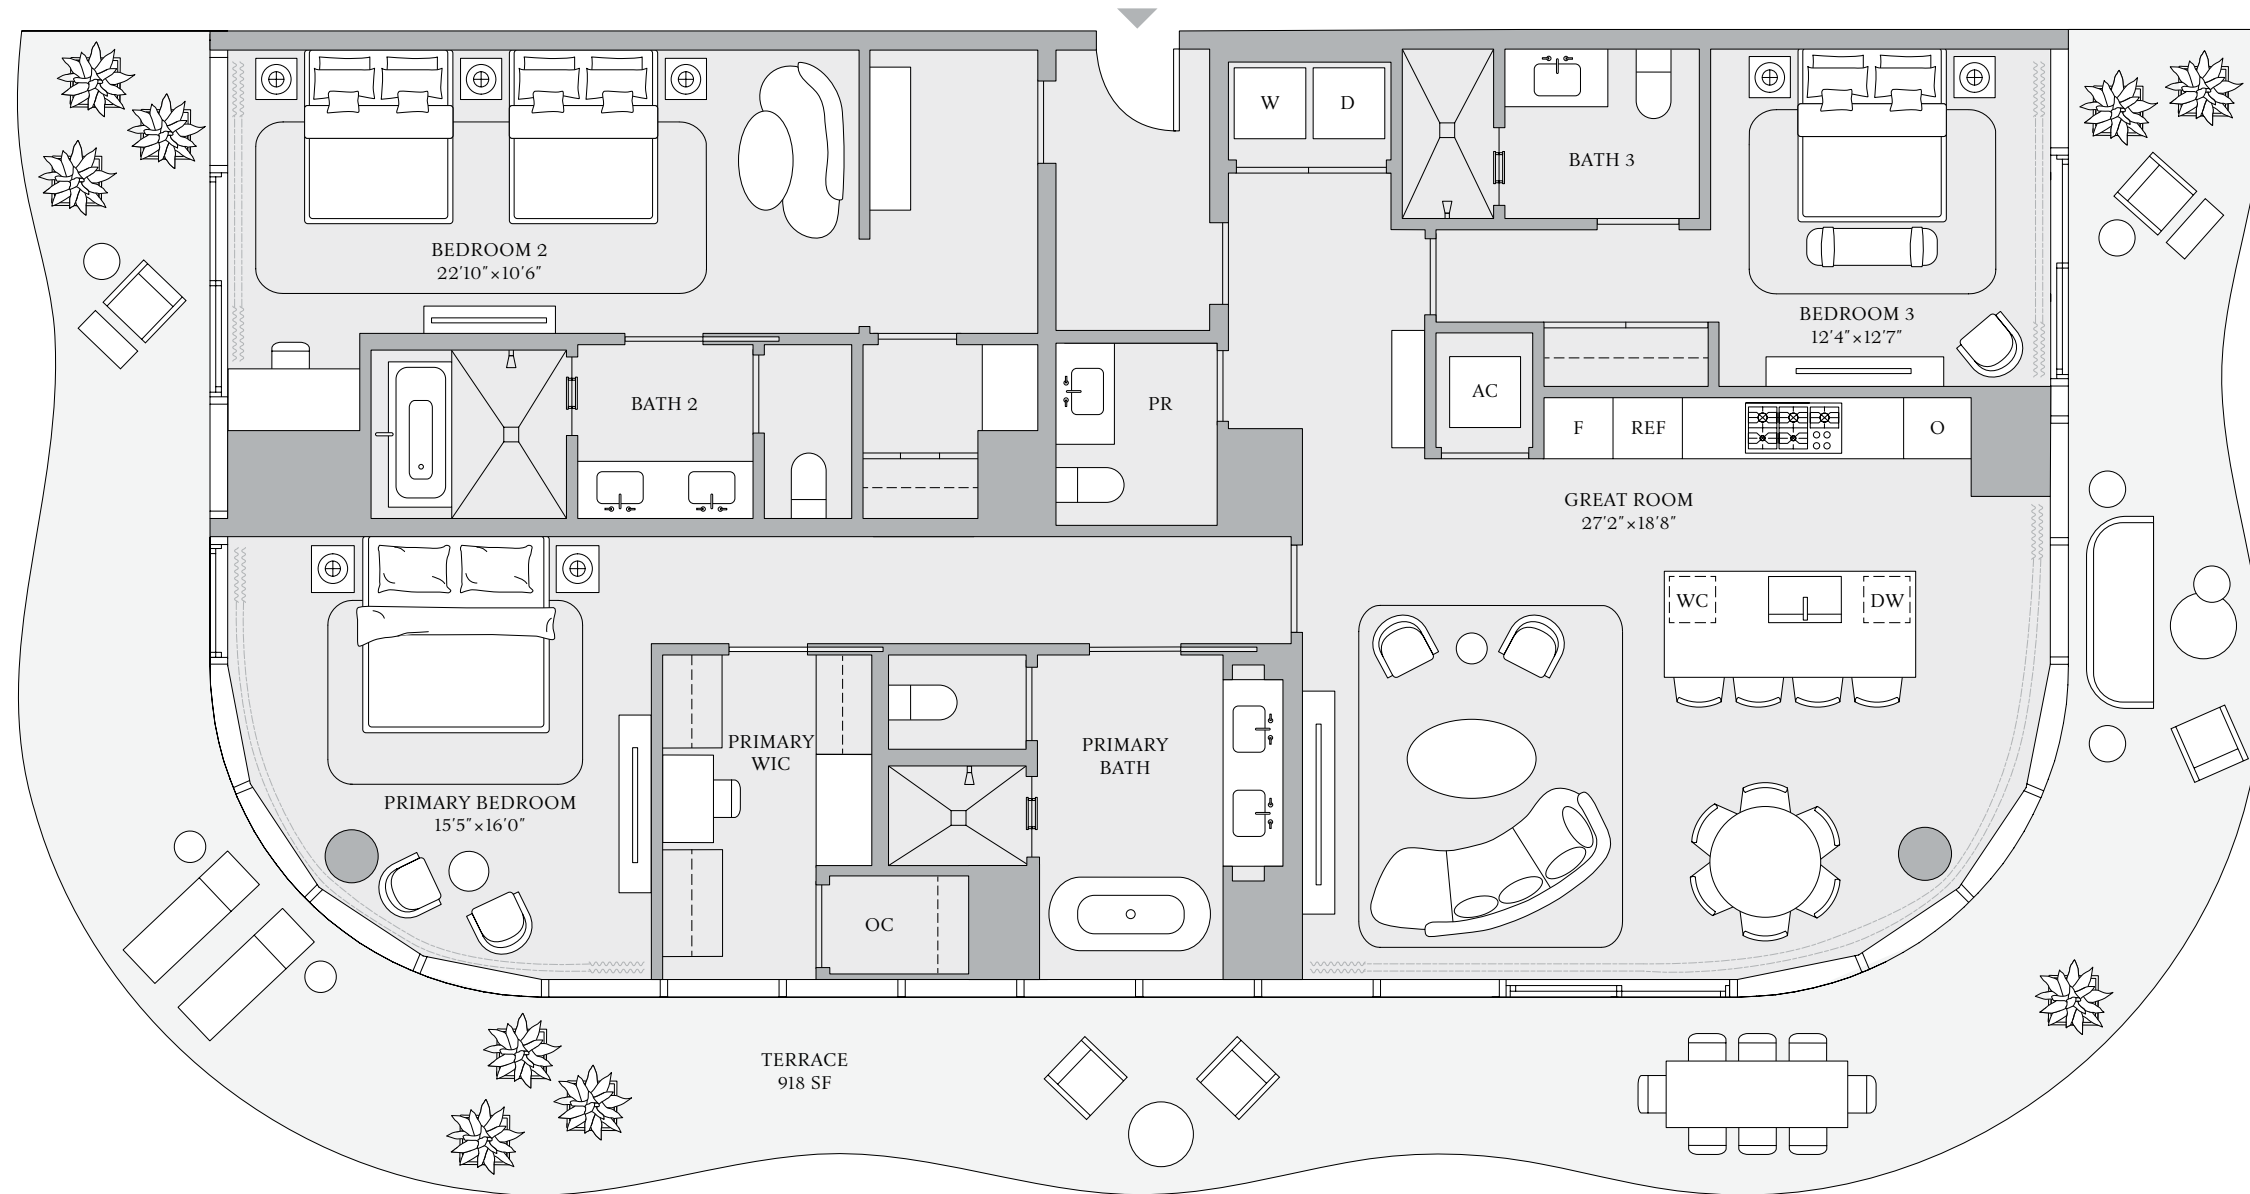 W
D
BATH 3
BEDROOM 2
22'10"×10'6"
BEDROOM 3
12'4"×12'7"
BATH 2
PR
AC
F
REF
O
GREAT ROOM
27'2"×18'8"
WC
DW
PRIMARY
WIC
PRIMARY
BATH
PRIMARY BEDROOM
15'5"×16'0"
OC
TERRACE
918 SF